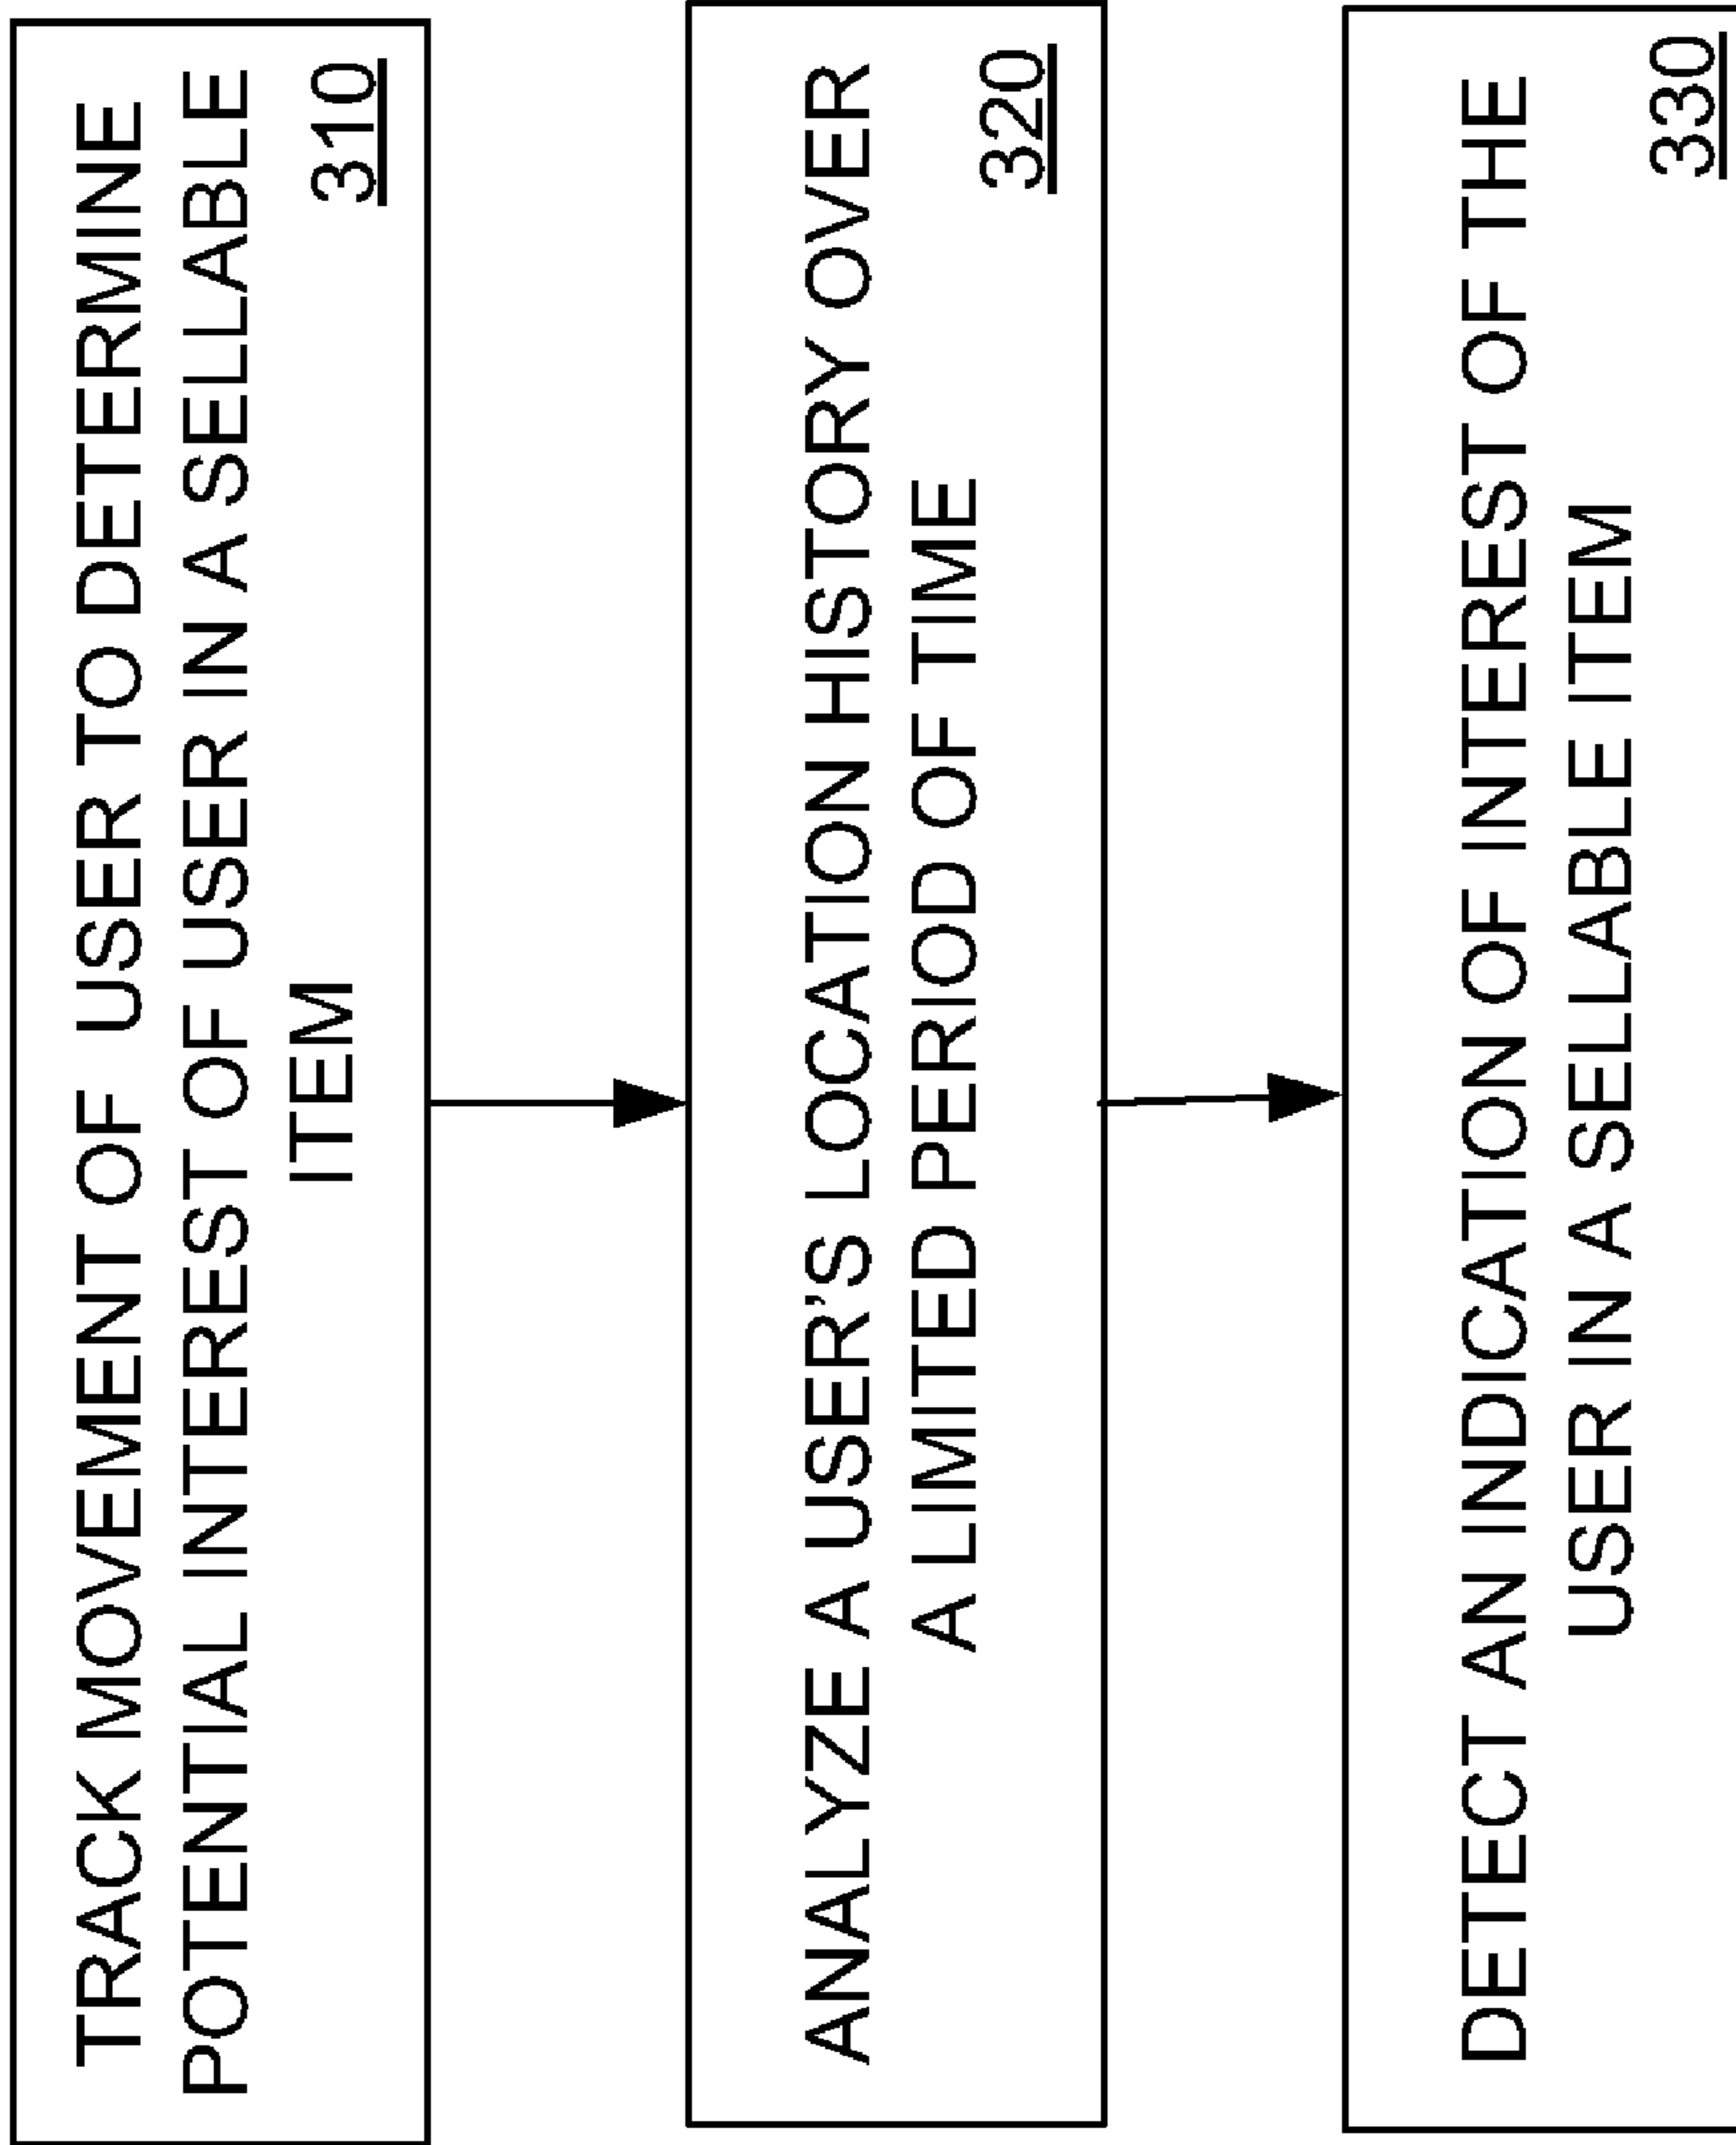 TRACK MOVEMENT OF USER TO DETERMINE
POTENTIAL INTEREST OF USER IN A SELLABLE
ITEM
310
ANALYZE A USER'S LOCATION HISTORY OVER
A LIMITED PERIOD OF TIME
320
DETECT AN INDICATION OF INTEREST OF THE
USER IN A SELLABLE ITEM
330